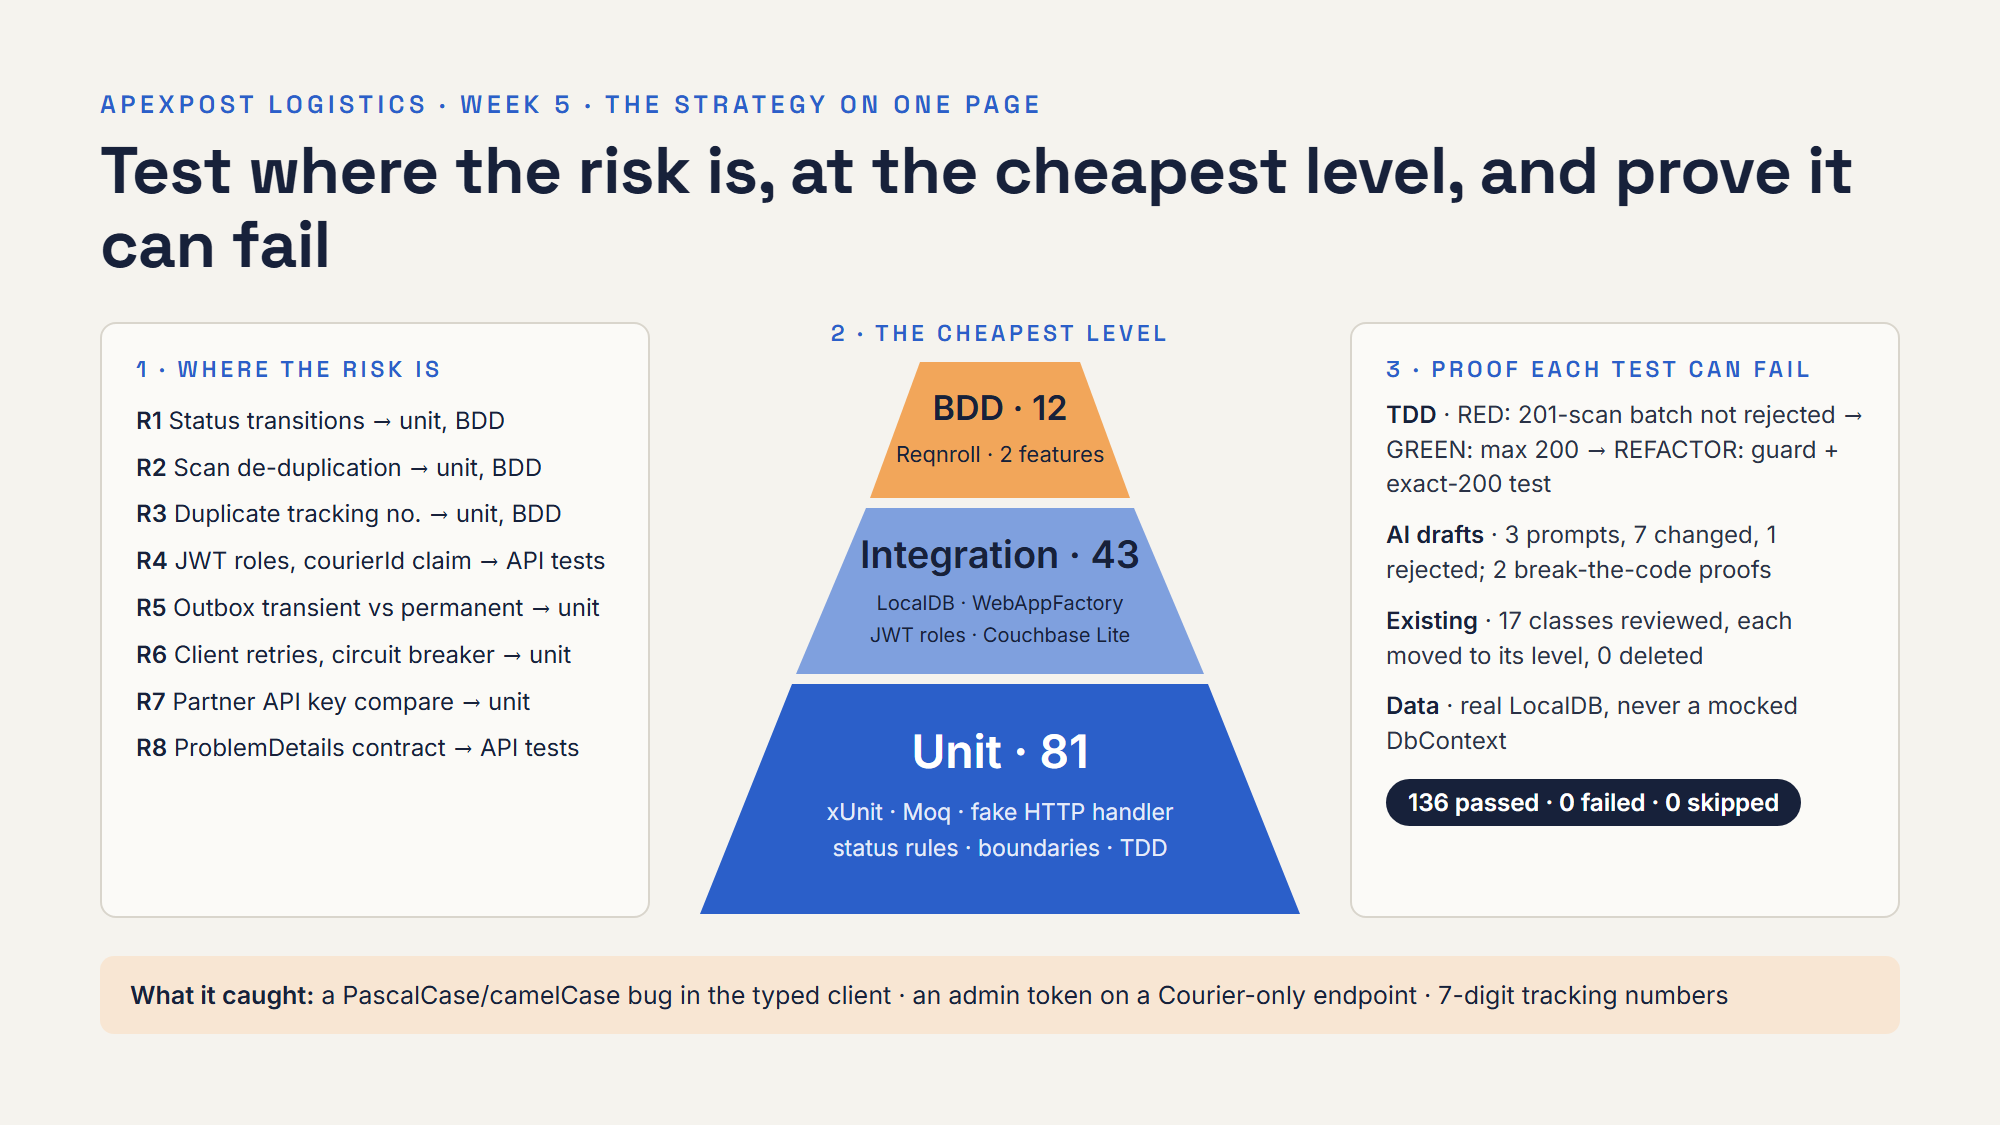 APEXPOST LOGISTICS · WEEK 5 · THE STRATEGY ON ONE PAGE
Test where the risk is, at the cheapest level, and prove it
can fail
1 · WHERE THE RISK IS
R1 Status transitions → unit, BDD
R2 Scan de-duplication → unit, BDD
R3 Duplicate tracking no. → unit, BDD
R4 JWT roles, courierId claim → API tests
R5 Outbox transient vs permanent → unit
R6 Client retries, circuit breaker → unit
R7 Partner API key compare → unit
R8 ProblemDetails contract → API tests
2 · THE CHEAPEST LEVEL
BDD · 12
Reqnroll · 2 features
Integration · 43
LocalDB · WebAppFactory
JWT roles · Couchbase Lite
Unit · 81
xUnit · Moq · fake HTTP handler
status rules · boundaries · TDD
3 · PROOF EACH TEST CAN FAIL
TDD · RED: 201-scan batch not rejected →
GREEN: max 200 → REFACTOR: guard +
exact-200 test
AI drafts · 3 prompts, 7 changed, 1
rejected; 2 break-the-code proofs
Existing · 17 classes reviewed, each
moved to its level, 0 deleted
Data · real LocalDB, never a mocked
DbContext
136 passed · 0 failed · 0 skipped
What it caught: a PascalCase/camelCase bug in the typed client · an admin token on a Courier-only endpoint · 7-digit tracking numbers